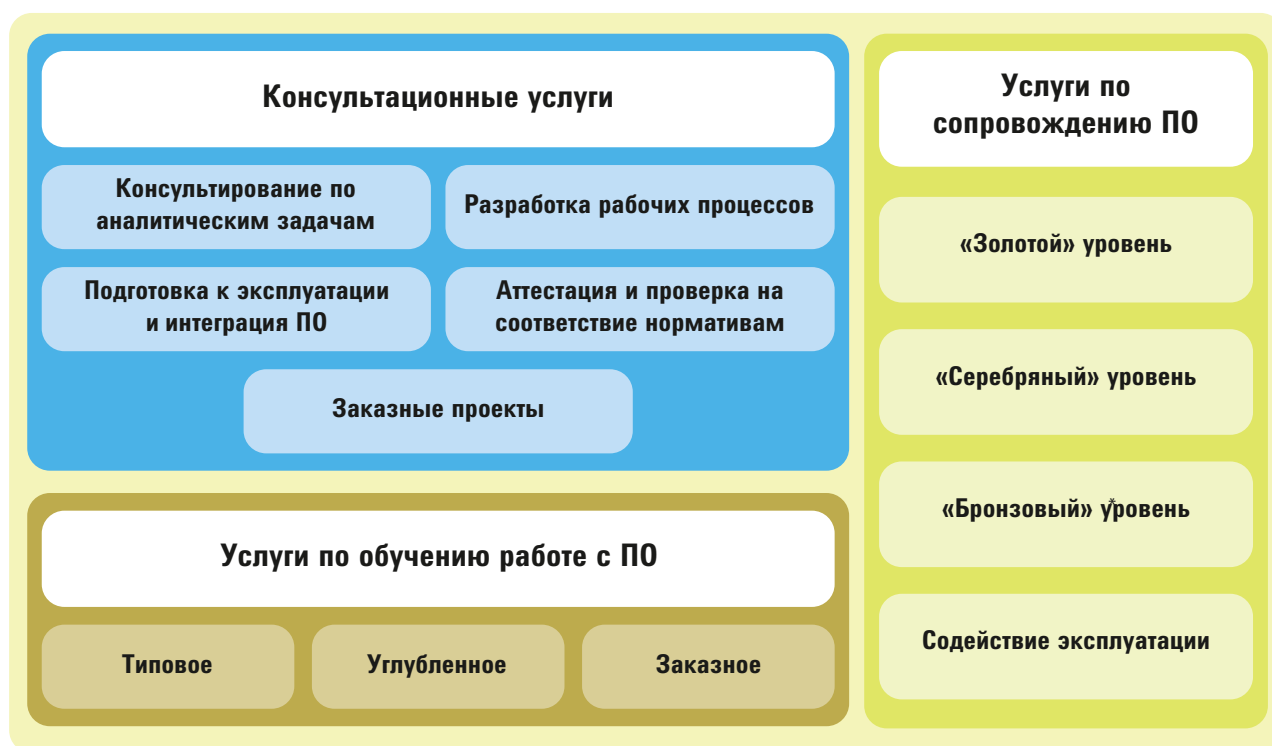 Консультационные услуги
Консультирование по
аналитическим задачам
Разработка рабочих процессов
Подготовка к эксплуатации
и интеграция ПО
Аттестация и проверка на
соответствие нормативам
Заказные проекты
Услуги по обучению работе с ПО
Типовое
Углубленное
Заказное
Услуги по
сопровождению ПО
«Золотой» уровень
«Серебряный» уровень
«Бронзовый»* уровень
Содействие эксплуатации